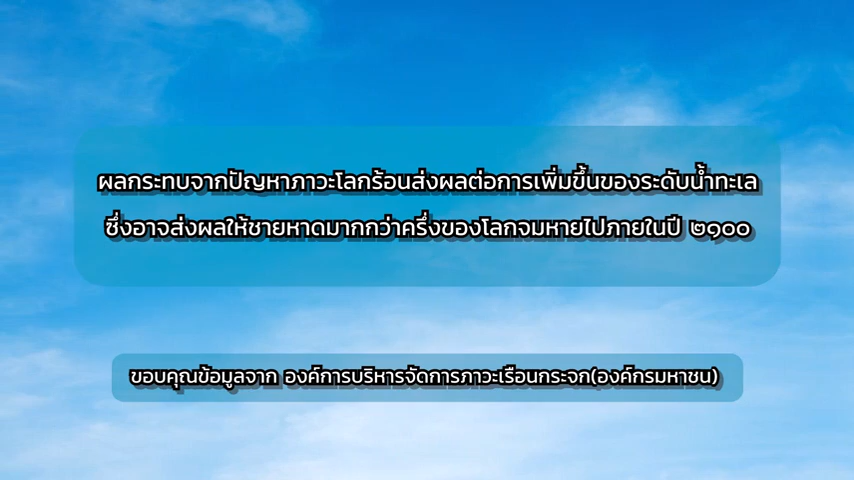 ผลกระทบจากปัญหาภาวะโลกร้อนส่งผลต่อการเพิ่มขึ้นของระดับน้ำทะเล
ซึ่งอาจส่งผลให้ชายหาดมากกว่าครึ่งของโลกจมหายไปภายในปี ๒๑๐๐
ขอบคุณข้อมูลจาก องค์การบริหารจัดการภาวะเรือนกระจก(องค์กรมหาชน)